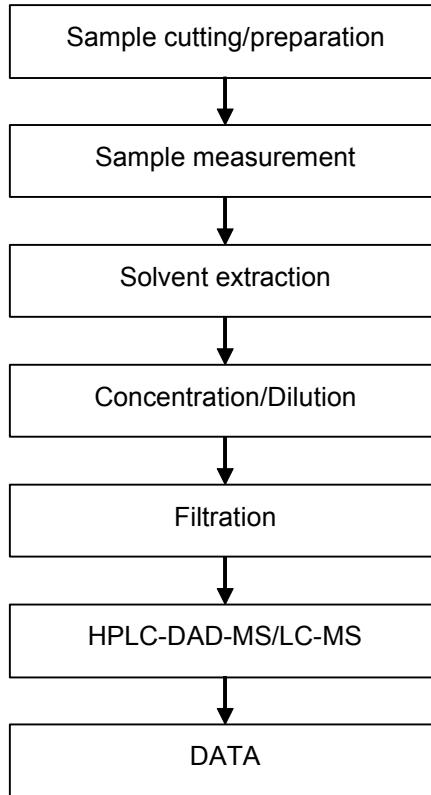 Sample cutting/preparation
Sample measurement
Solvent extraction
Concentration/Dilution
Filtration
HPLC-DAD-MS/LC-MS
DATA